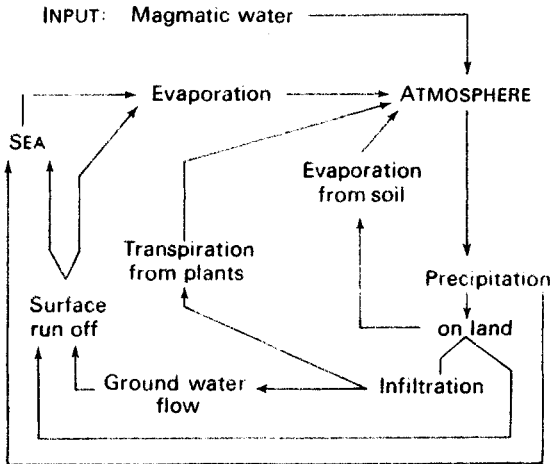 INPUT: Magmatic water
Evaporation
ATMOSPHERE
SEA
Evaporation
from soil
Transpiration
from plants
Precipitation
Surface
run off
on land
Ground water
flow
Infiltration